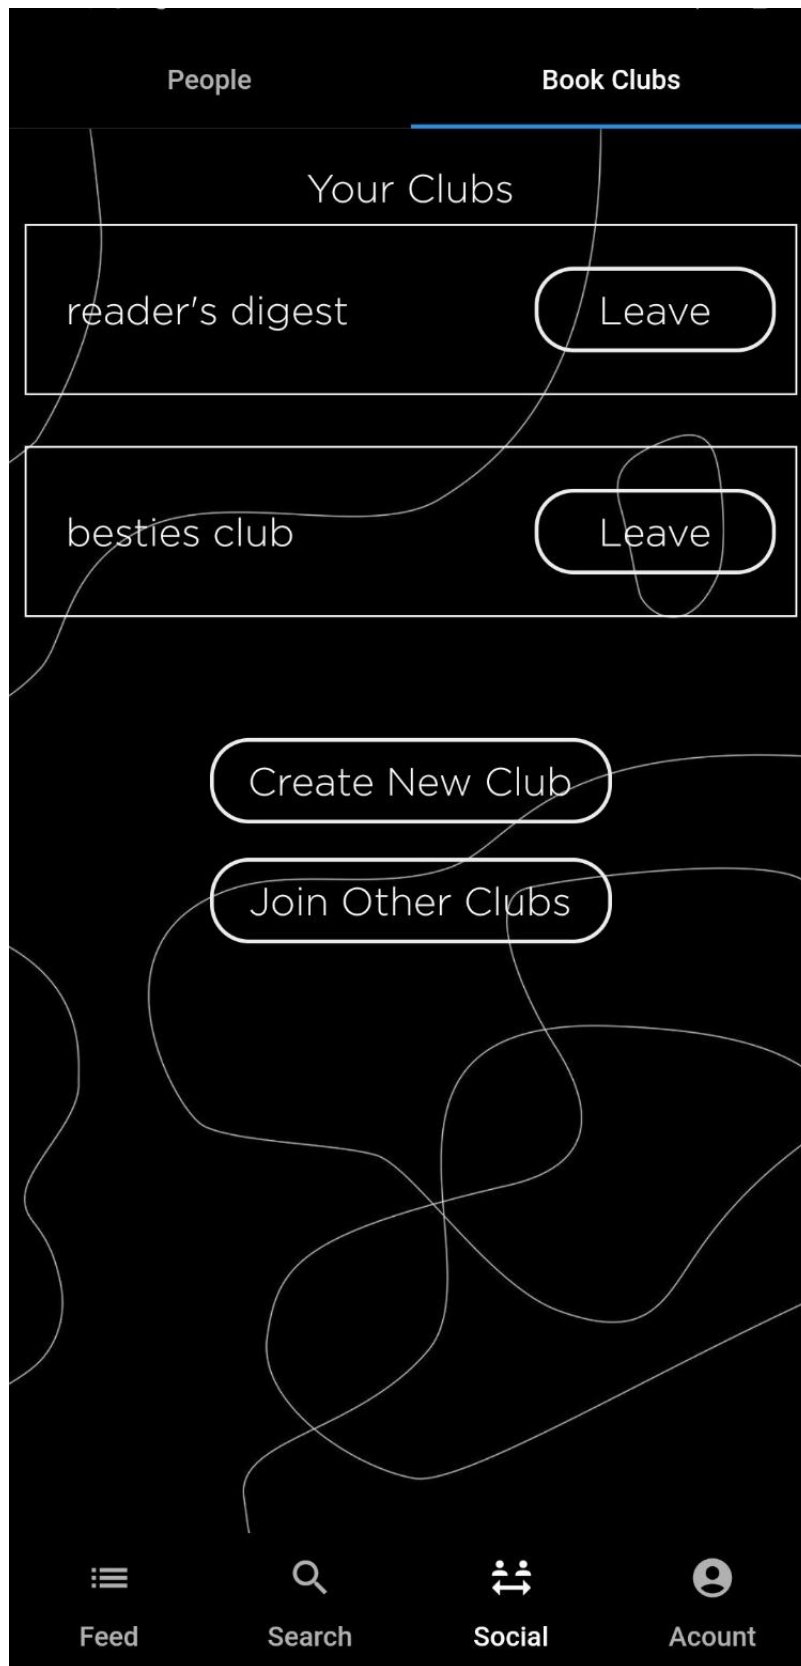 People Book Clubs
Your Clubs
reader's digest Leave
besties club Leave
Create New Club
Join Other Clubs
Feed Search Social Acount